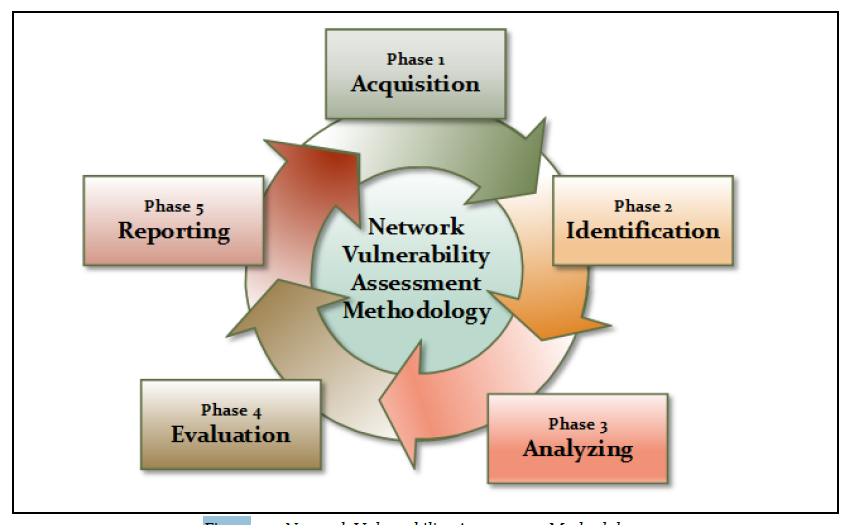 Phase 1
Acquisition
Phase 2
Identification
Phase 3
Analyzing
Phase 4
Evaluation
Phase 5
Reporting
Network
Vulnerability
Assessment
Methodology